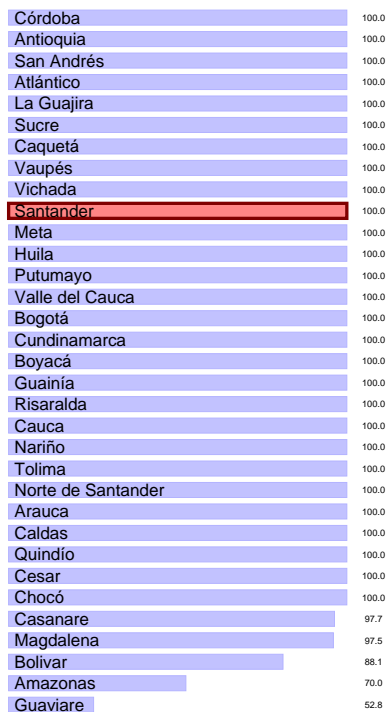 Córdoba 100.0
Antioquia 100.0
San Andrés 100.0
Atlántico 100.0
La Guajira 100.0
Sucre 100.0
Caquetá 100.0
Vaupés 100.0
Vichada 100.0
Santander 100.0
Meta 100.0
Huila 100.0
Putumayo 100.0
Valle del Cauca 100.0
Bogotá 100.0
Cundinamarca 100.0
Boyacá 100.0
Guainía 100.0
Risaralda 100.0
Cauca 100.0
Nariño 100.0
Tolima 100.0
Norte de Santander 100.0
Arauca 100.0
Caldas 100.0
Quindío 100.0
Cesar 100.0
Chocó 100.0
Casanare 97.7
Magdalena 97.5
Bolivar 88.1
Amazonas 70.0
Guaviare 52.8